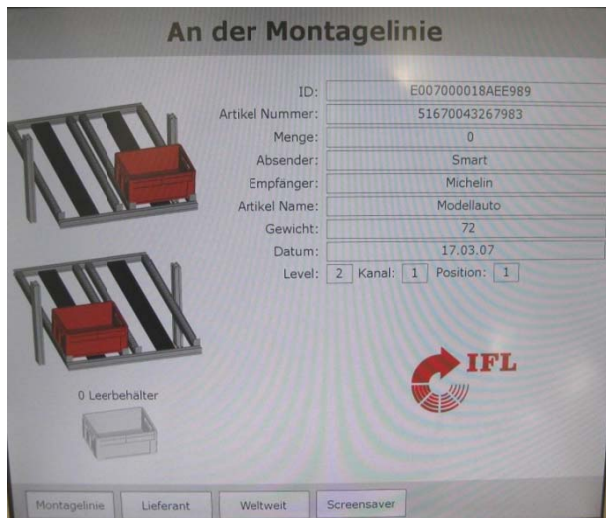 An der Montagelinie
ID: E007000018AEE989
Artikel Nummer: 51670043267983
Menge: 0
Absender: Smart
Empfänger: Michelin
Artikel Name: Modellauto
Gewicht: 72
Datum: 17.03.07
Level: 2 Kanal: 1 Position: 1
IFL
0 Leerbehälter
Montagelinie Lieferant Weltweit Screensaver